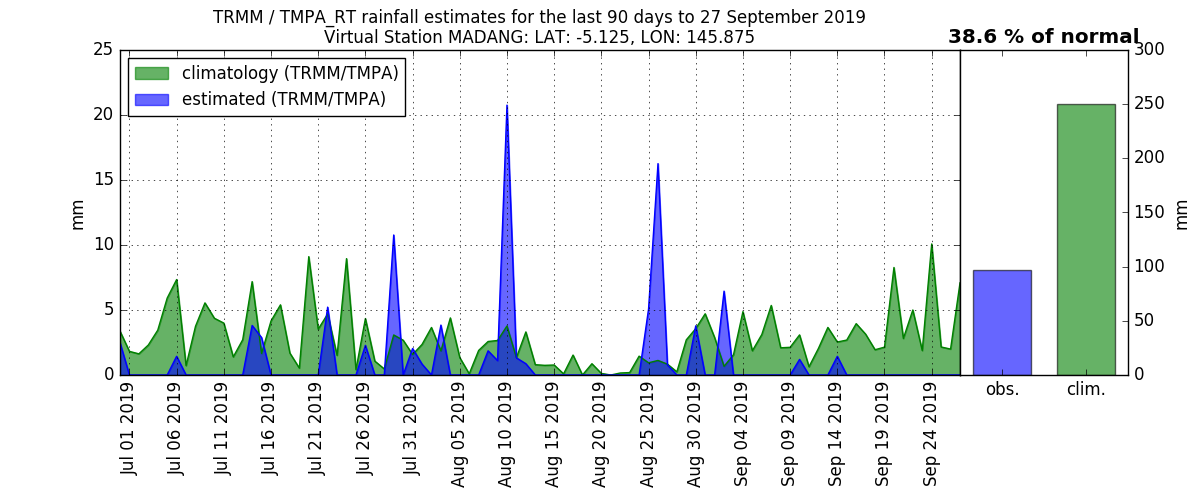 TRMM / TMPA_RT rainfall estimates for the last 90 days to 27 September 2019
Virtual Station MADANG: LAT: -5.125, LON: 145.875
38.6 % of normal
climatology (TRMM/TMPA)
estimated (TRMM/TMPA)
mm
25
20
15
10
5
0
Jul 01 2019
Jul 06 2019
Jul 11 2019
Jul 16 2019
Jul 21 2019
Jul 26 2019
Jul 31 2019
Aug 05 2019
Aug 10 2019
Aug 15 2019
Aug 20 2019
Aug 25 2019
Aug 30 2019
Sep 04 2019
Sep 09 2019
Sep 14 2019
Sep 19 2019
Sep 24 2019
obs.
clim.
300
250
200
150
100
50
0
mm